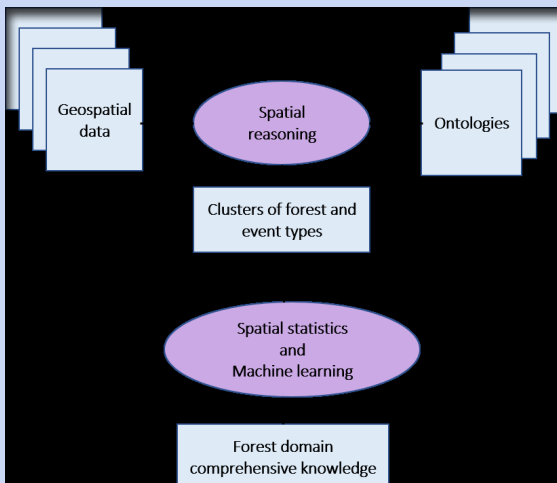 Geospatial
data
Spatial
reasoning
Ontologies
Clusters of forest and
event types
Spatial statistics
and
Machine learning
Forest domain
comprehensive knowledge